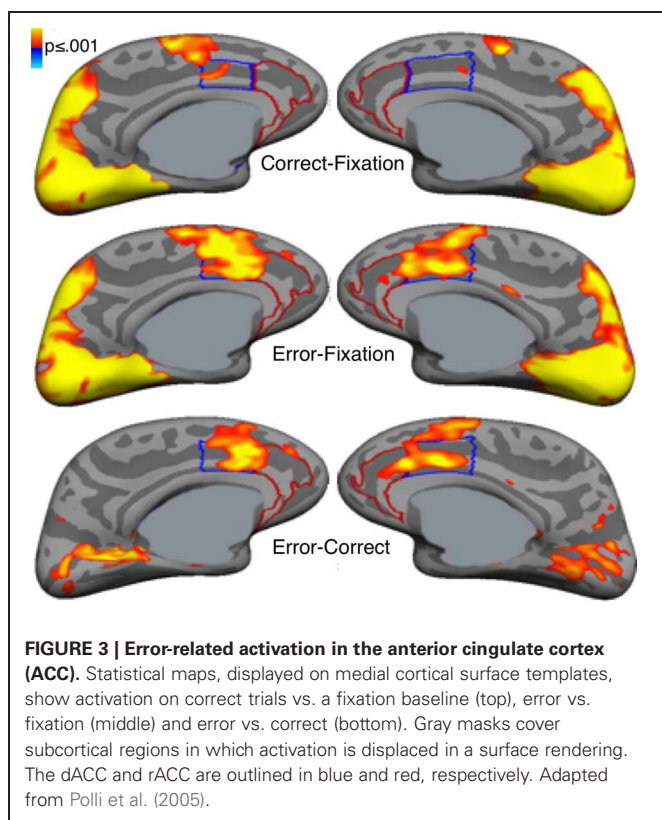 p≤.001
Correct-Fixation
Error-Fixation
Error-Correct
FIGURE 3 | Error-related activation in the anterior cingulate cortex
(ACC). Statistical maps, displayed on medial cortical surface templates,
show activation on correct trials vs. a fixation baseline (top), error vs.
fixation (middle) and error vs. correct (bottom). Gray masks cover
subcortical regions in which activation is displaced in a surface rendering.
The dACC and rACC are outlined in blue and red, respectively. Adapted
from Polli et al. (2005).